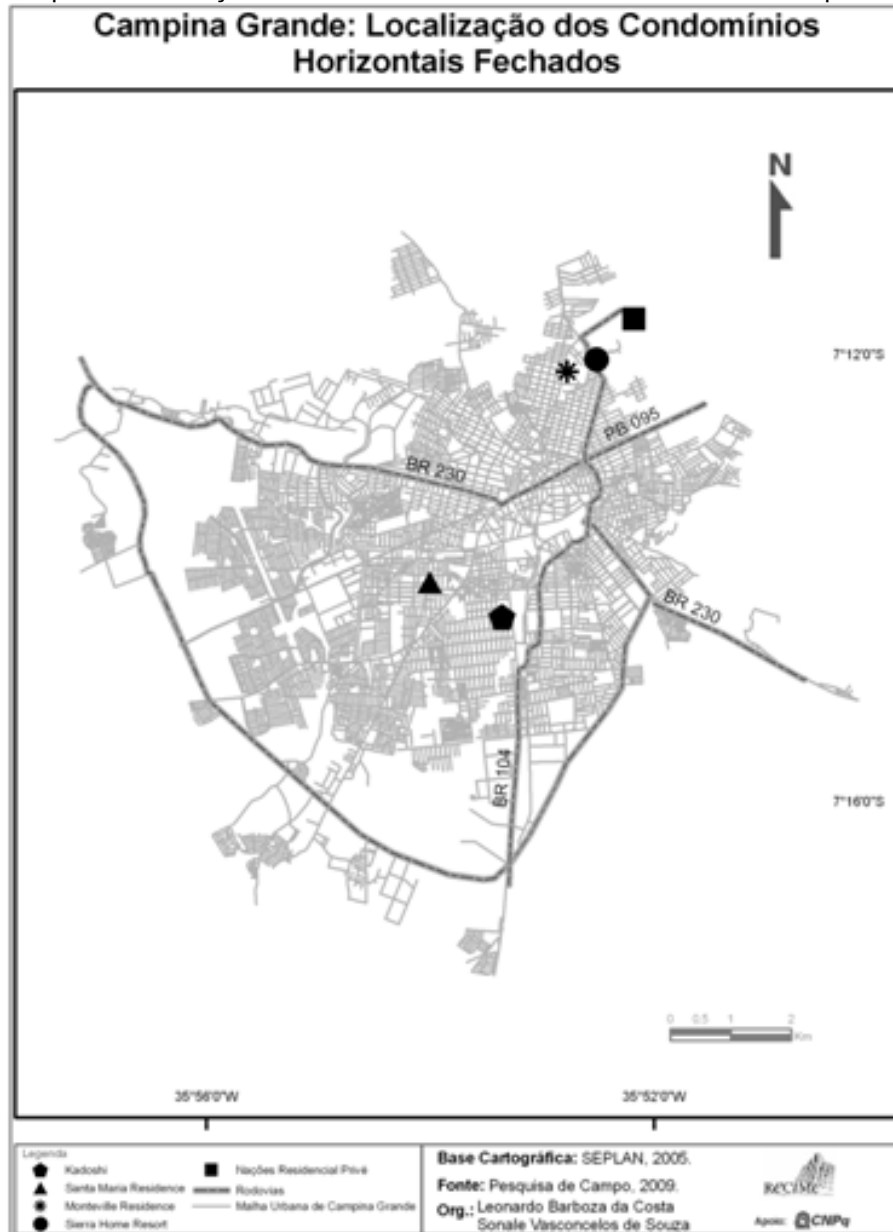 Campina Grande: Localização dos Condomínios
Horizontais Fechados
N
7°12'0"S
PB 095
BR 230
BR 230
BR 104
7°16'0"S
0 0,5 1 2
Km
35°56'0"W 35°52'0"W
Legenda
Kadoshi
Santa Maria Residence
Monteville Residence
Sierra Home Resort
Nações Residencial Privê
Rodovias
Malha Urbana de Campina Grande
Base Cartográfica: SEPLAN, 2005.
Fonte: Pesquisa de Campo, 2009.
Org.: Leonardo Barboza da Costa
Sonale Vasconcelos de Souza
ReCiMe
Apoio: CNPq